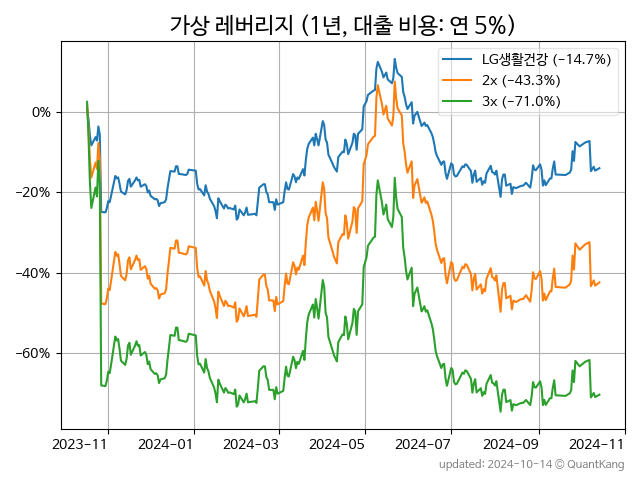 가상 레버리지 (1년, 대출 비용: 연 5%)
LG생활건강 (−14.7%)
2x (−43.3%)
3x (−71.0%)
0%
−20%
−40%
−60%
2023-11 2024-01 2024-03 2024-05 2024-07 2024-09 2024-11
updated: 2024-10-14 © QuantKang